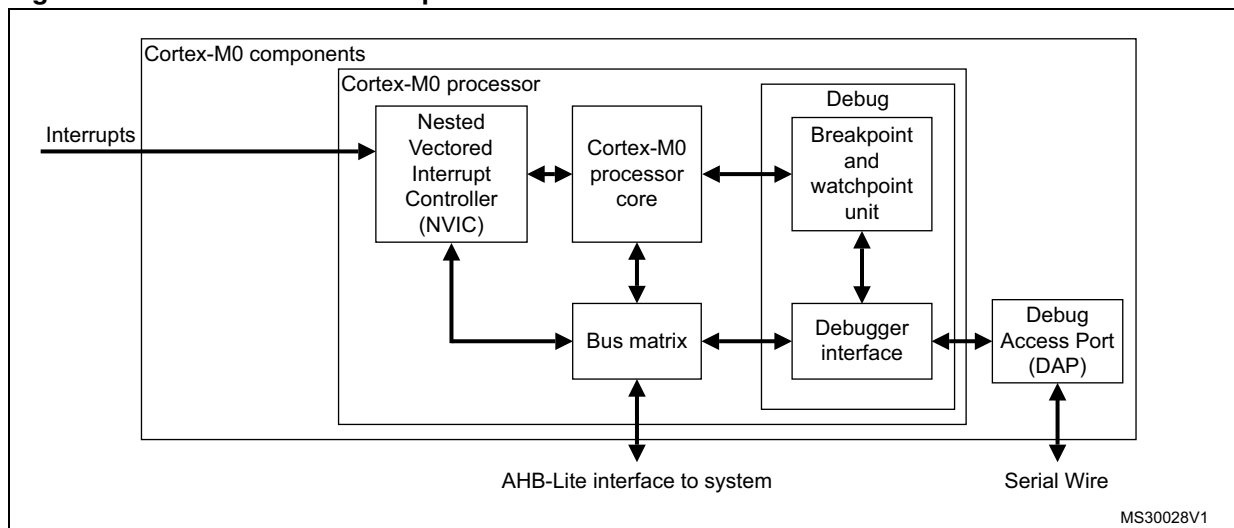 Cortex-M0 components
Cortex-M0 processor
Debug
Interrupts
Nested
Vectored
Interrupt
Controller
(NVIC)
Cortex-M0
processor
core
Breakpoint
and
watchpoint
unit
Bus matrix
Debugger
interface
Debug
Access Port
(DAP)
AHB-Lite interface to system
Serial Wire
MS30028V1